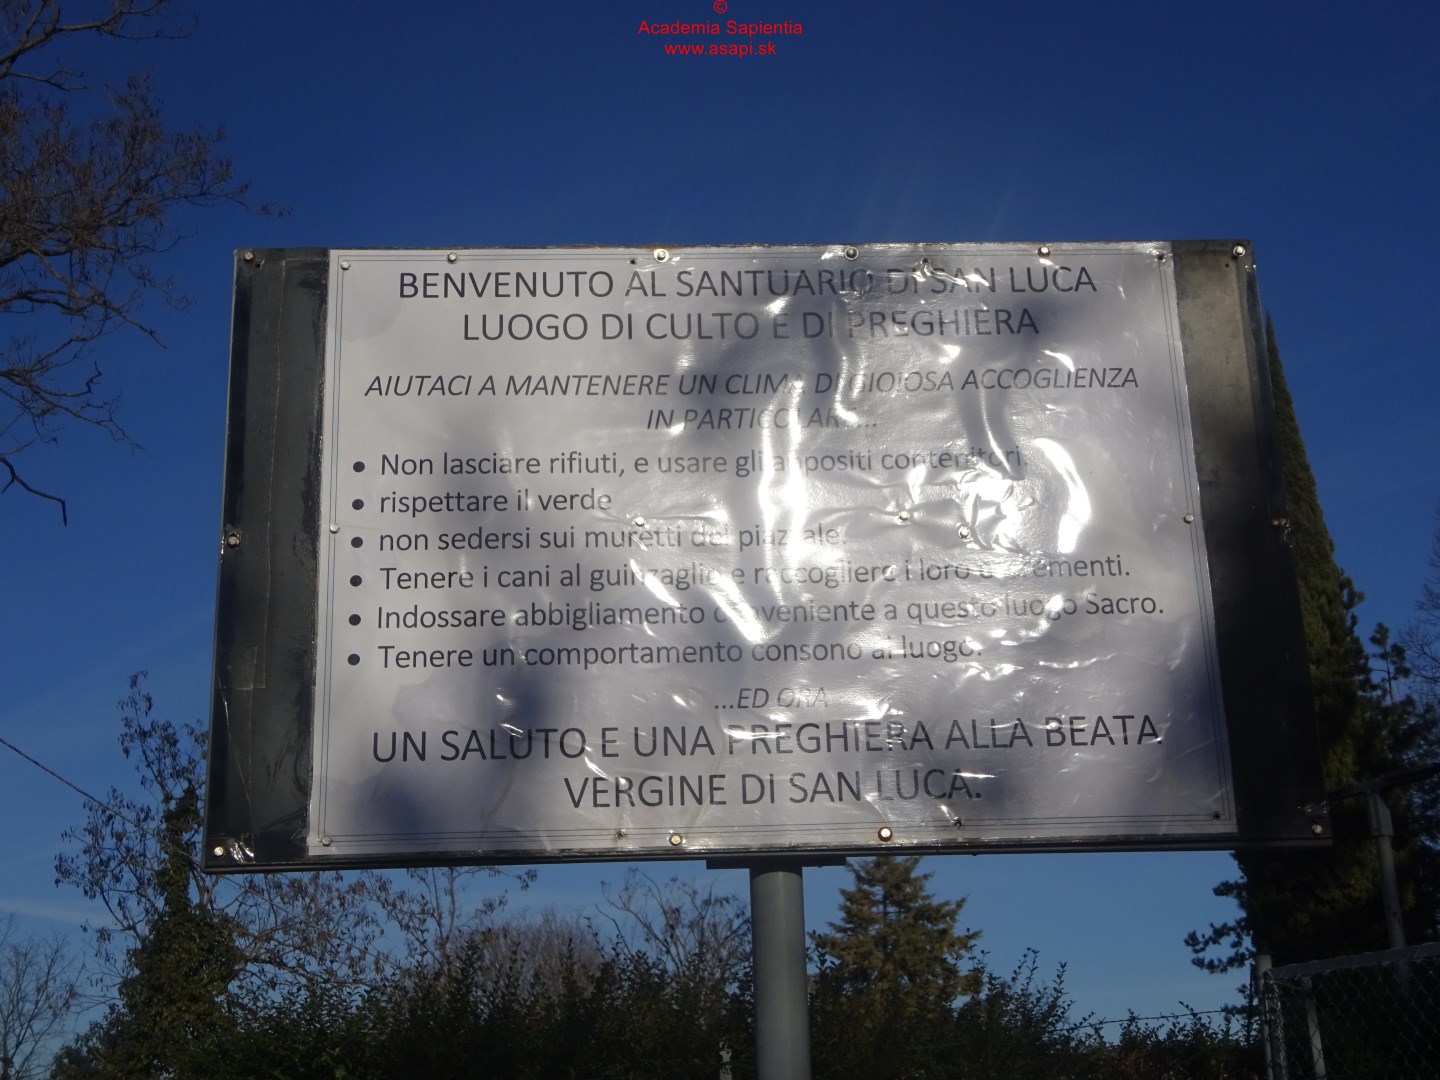 ©
Academia Sapientia
www.asapi.sk
BENVENUTO AL SANTUARIO DI SAN LUCA
LUOGO DI CULTO E DI PREGHIERA
AIUTACI A MANTENERE UN CLIMA DI GIOIOSA ACCOGLIENZA
IN PARTICOLARE...
• Non lasciare rifiuti, e usare gli appositi contenitori.
• rispettare il verde
• non sedersi sui muretti del piazzale.
• Tenere i cani al guinzaglio e raccogliere i loro escrementi.
• Indossare abbigliamento conveniente a questo luogo Sacro.
• Tenere un comportamento consono al luogo.
...ED ORA
UN SALUTO E UNA PREGHIERA ALLA BEATA
VERGINE DI SAN LUCA.